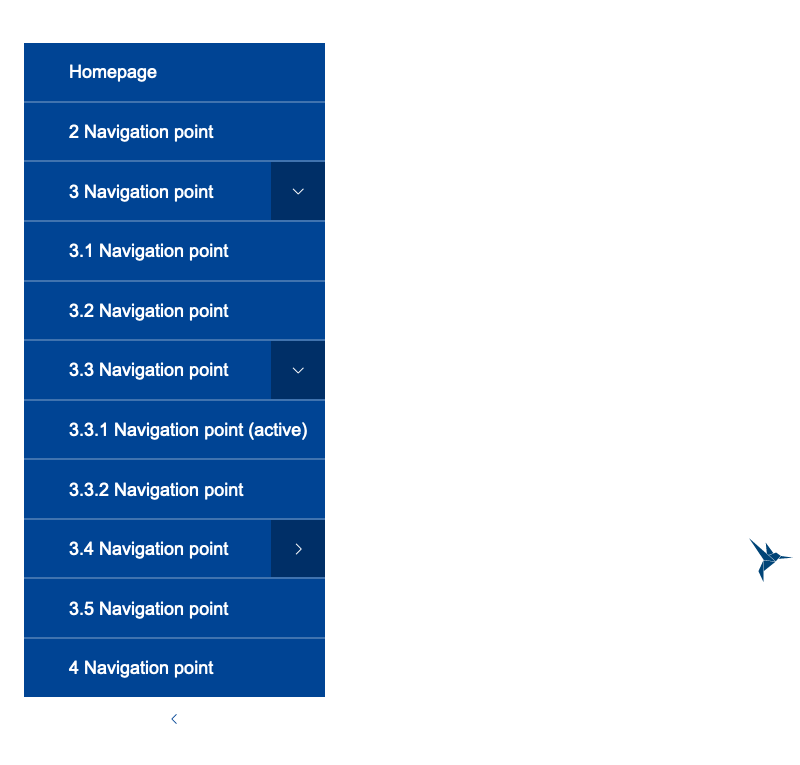 Homepage
2 Navigation point
3 Navigation point
3.1 Navigation point
3.2 Navigation point
3.3 Navigation point
3.3.1 Navigation point (active)
3.3.2 Navigation point
3.4 Navigation point
3.5 Navigation point
4 Navigation point